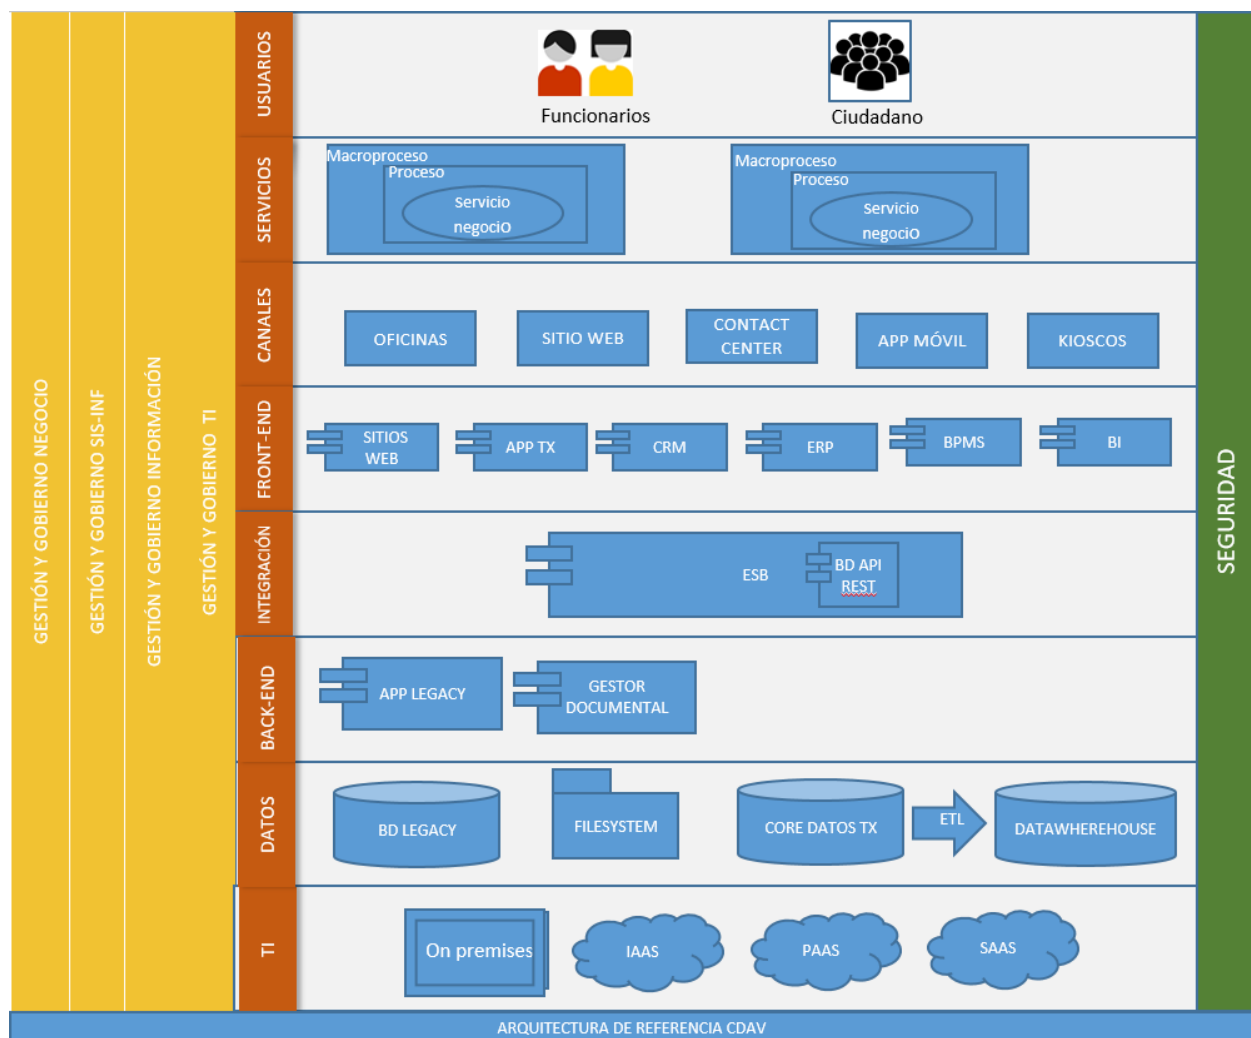 GESTIÓN Y GOBIERNO NEGOCIO
GESTIÓN Y GOBIERNO SIS-INF
GESTIÓN Y GOBIERNO INFORMACIÓN
GESTIÓN Y GOBIERNO TI
USUARIOS
Funcionarios
Ciudadano
SERVICIOS
Macroproceso
Proceso
Servicio
negociO
Macroproceso
Proceso
Servicio
negociO
CANALES
OFICINAS
SITIO WEB
CONTACT
CENTER
APP MÓVIL
KIOSCOS
FRONT-END
SITIOS
WEB
APP TX
CRM
ERP
BPMS
BI
INTEGRACIÓN
ESB
BD API
REST
BACK-END
APP LEGACY
GESTOR
DOCUMENTAL
DATOS
BD LEGACY
FILESYSTEM
CORE DATOS TX
ETL
DATAWHEREHOUSE
TI
On premises
IAAS
PAAS
SAAS
SEGURIDAD
ARQUITECTURA DE REFERENCIA CDAV